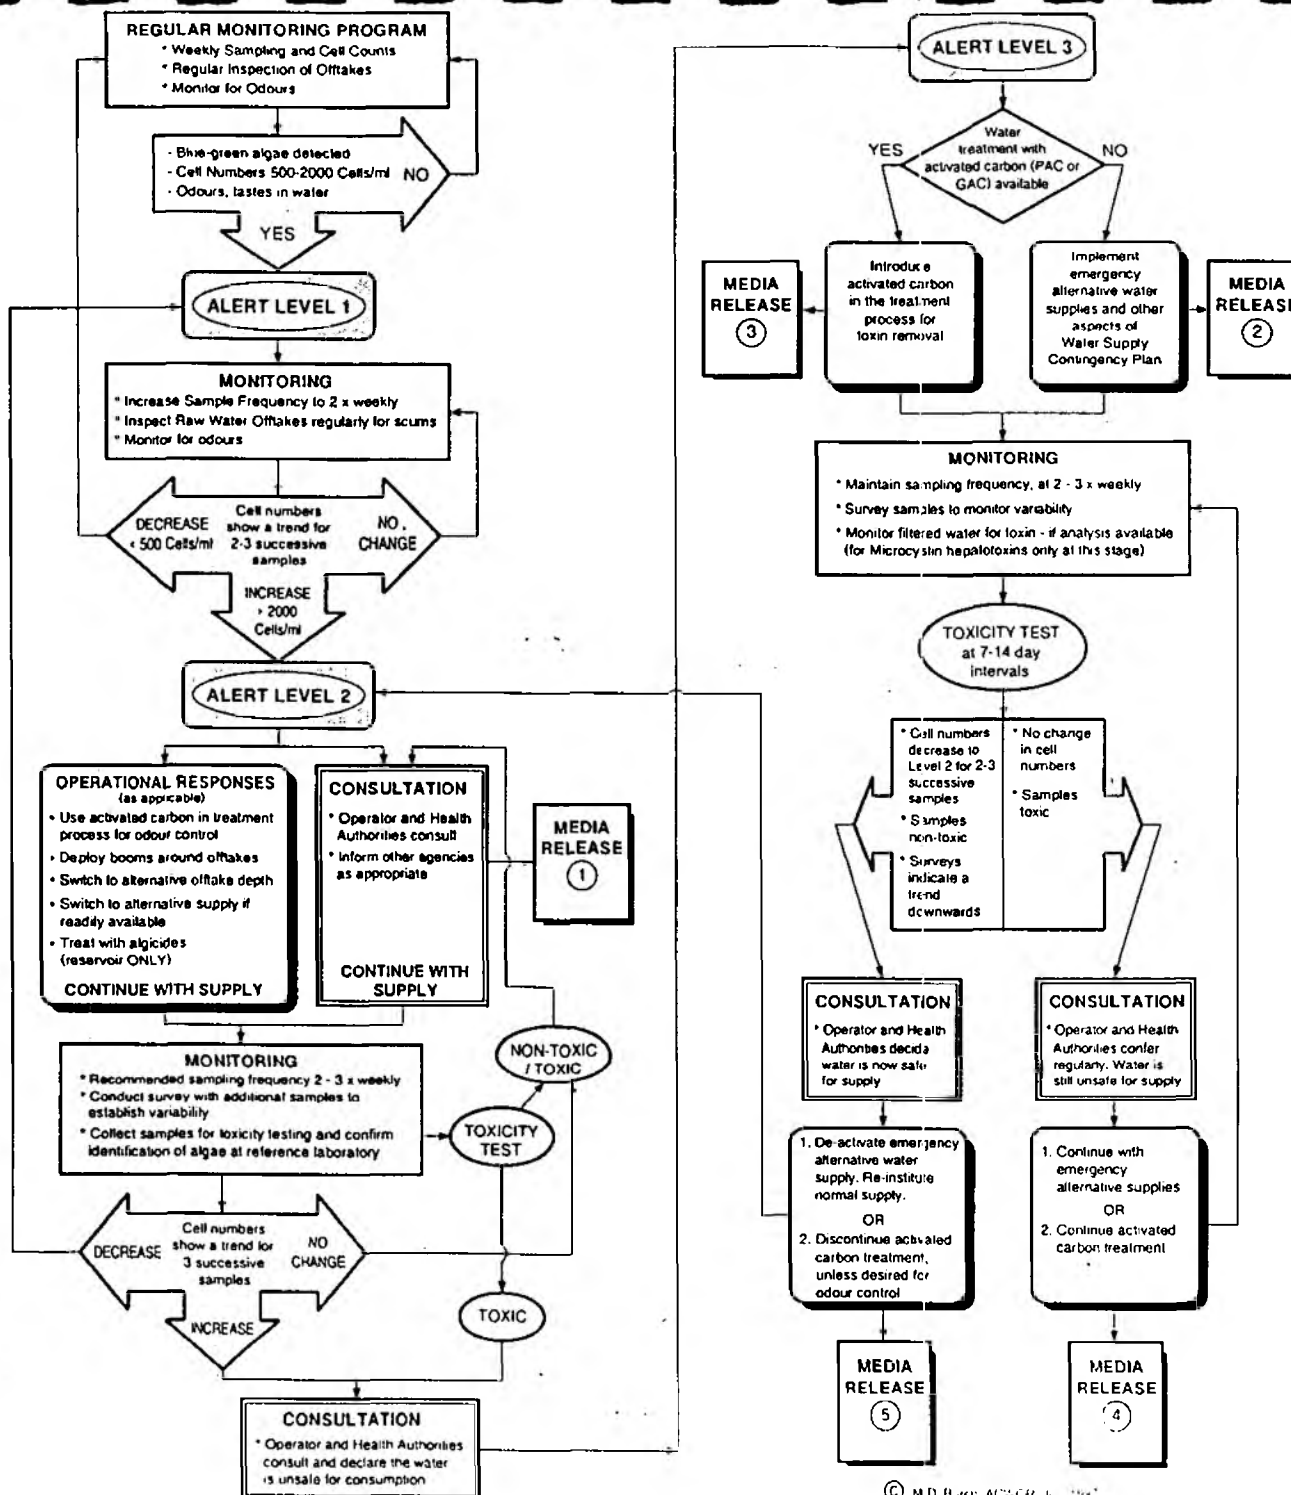 REGULAR MONITORING PROGRAM
* Weekly Sampling and Cell Counts
* Regular Inspection of Offtakes
* Monitor for Odours
- Blue-green algae detected
- Cell Numbers 500-2000 Cells/ml
- Odours, tastes in water
NO
YES
ALERT LEVEL 1
MONITORING
* Increase Sample Frequency to 2 x weekly
* Inspect Raw Water Offtakes regularly for scums
* Monitor for odours
DECREASE
< 500 Cells/ml
Cell numbers
show a trend for
2-3 successive
samples
NO
CHANGE
INCREASE
> 2000
Cells/ml
ALERT LEVEL 2
OPERATIONAL RESPONSES
(as applicable)
• Use activated carbon in treatment
process for odour control
• Deploy booms around offtakes
• Switch to alternative offtake depth
• Switch to alternative supply if
readily available
• Treat with algicides
(reservoir ONLY)
CONTINUE WITH SUPPLY
CONSULTATION
* Operator and Health
Authorities consult
* Inform other agencies
as appropriate
CONTINUE WITH
SUPPLY
MEDIA
RELEASE
1
MONITORING
* Recommended sampling frequency 2 - 3 x weekly
* Conduct survey with additional samples to
establish variability
* Collect samples for toxicity testing and confirm
identification of algae at reference laboratory
NON-TOXIC
/ TOXIC
TOXICITY
TEST
DECREASE
Cell numbers
show a trend for
3 successive
samples
NO
CHANGE
INCREASE
TOXIC
CONSULTATION
* Operator and Health Authorities
consult and declare the water
is unsafe for consumption
ALERT LEVEL 3
YES
Water
treatment with
activated carbon (PAC or
GAC) available
NO
MEDIA
RELEASE
3
Introduce
activated carbon
in the treatment
process for
toxin removal
Implement
emergency
alternative water
supplies and other
aspects of
Water Supply
Contingency Plan
MEDIA
RELEASE
2
MONITORING
* Maintain sampling frequency, at 2 - 3 x weekly
* Survey samples to monitor variability
* Monitor filtered water for toxin - if analysis available
(for Microcystin hepatotoxins only at this stage)
TOXICITY TEST
at 7-14 day
intervals
* Cell numbers
decrease to
Level 2 for 2-3
successive
samples
* Samples
non-toxic
* Surveys
indicate a
trend
downwards
* No change
in cell
numbers
* Samples
toxic
CONSULTATION
* Operator and Health
Authorities decide
water is now safe
for supply
CONSULTATION
* Operator and Health
Authorities confer
regularly. Water is
still unsafe for supply
1. De-activate emergency
alternative water
supply. Re-institute
normal supply.
OR
2. Discontinue activated
carbon treatment,
unless desired for
odour control
1. Continue with
emergency
alternative supplies
OR
2. Continue activated
carbon treatment
MEDIA
RELEASE
5
MEDIA
RELEASE
4
© M.D.